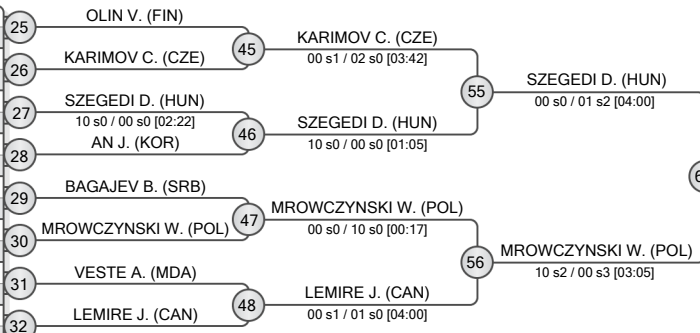 25
OLIN V. (FIN)
26
KARIMOV C. (CZE)
27
SZEGEDI D. (HUN)
10 s0 / 00 s0 [02:22]
28
AN J. (KOR)
29
BAGAJEV B. (SRB)
30
MROWCZYNSKI W. (POL)
31
VESTE A. (MDA)
32
LEMIRE J. (CAN)
45
KARIMOV C. (CZE)
00 s1 / 02 s0 [03:42]
46
SZEGEDI D. (HUN)
10 s0 / 00 s0 [01:05]
47
MROWCZYNSKI W. (POL)
00 s0 / 10 s0 [00:17]
48
LEMIRE J. (CAN)
00 s1 / 01 s0 [04:00]
55
SZEGEDI D. (HUN)
00 s0 / 01 s2 [04:00]
56
MROWCZYNSKI W. (POL)
10 s2 / 00 s3 [03:05]